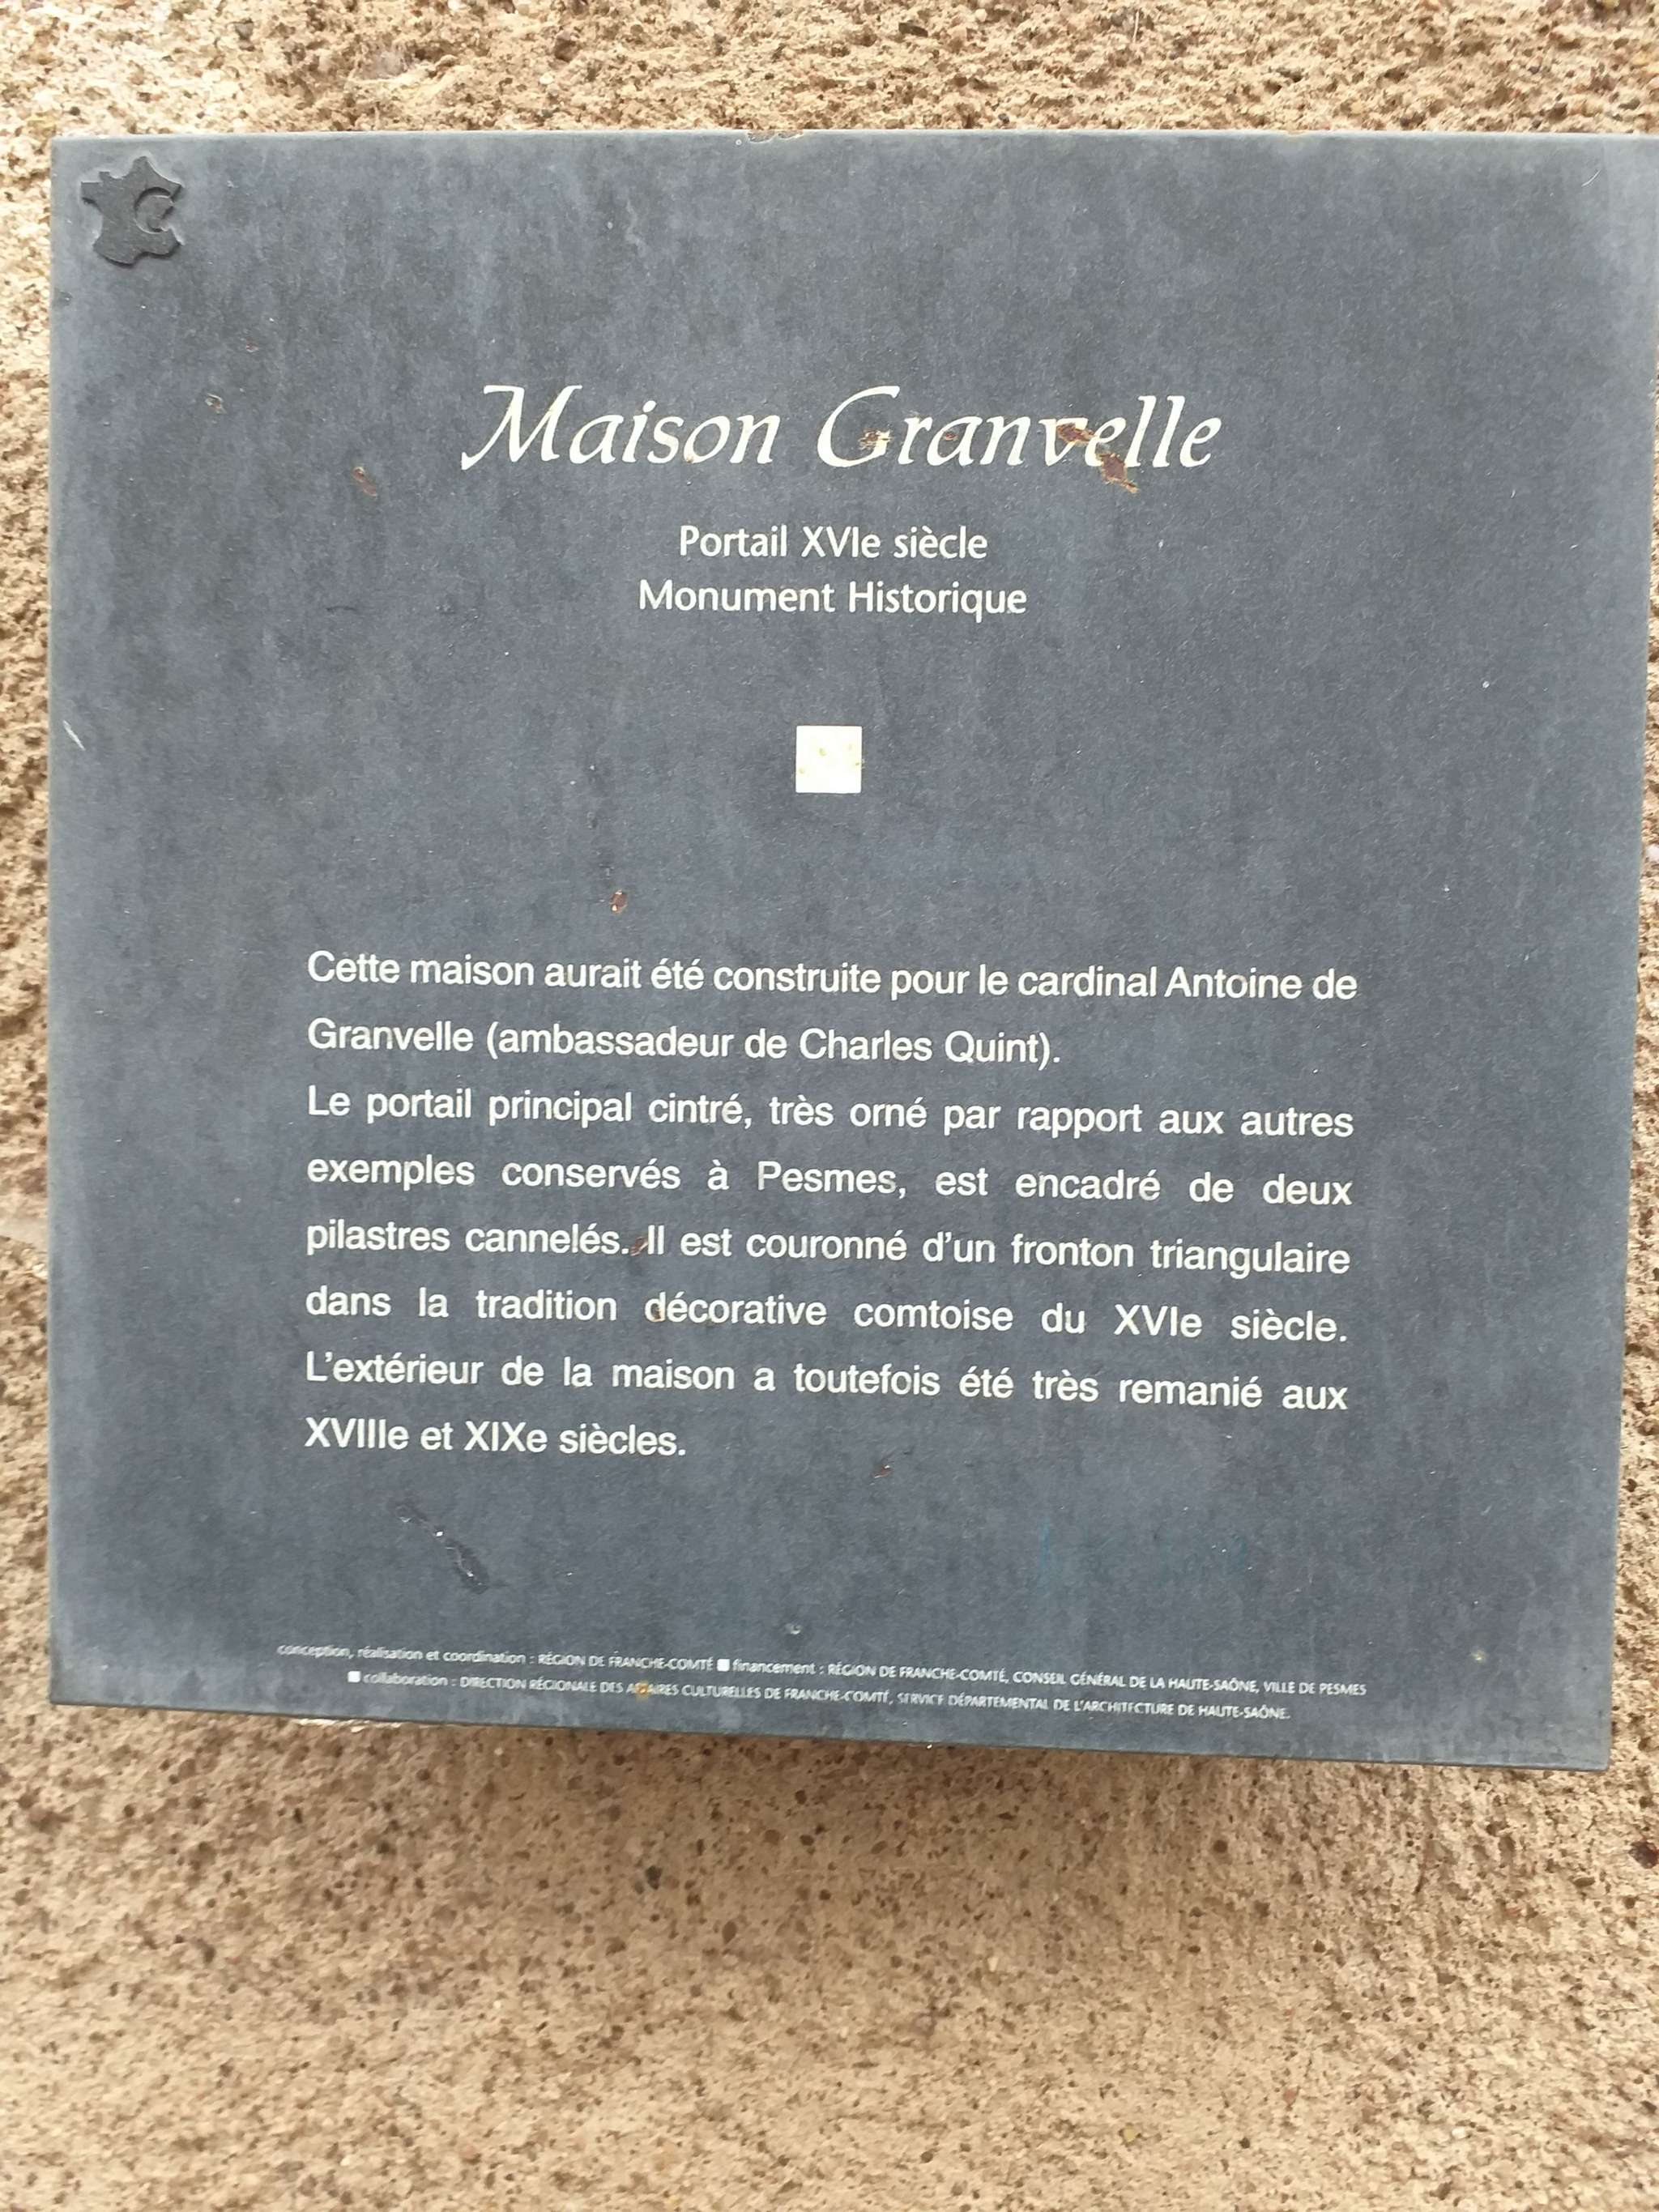 Maison Granvelle
Portail XVIe siècle
Monument Historique
Cette maison aurait été construite pour le cardinal Antoine de
Granvelle (ambassadeur de Charles Quint).
Le portail principal cintré, très orné par rapport aux autres
exemples conservés à Pesmes, est encadré de deux
pilastres cannelés. Il est couronné d'un fronton triangulaire
dans la tradition décorative comtoise du XVIe siècle.
L'extérieur de la maison a toutefois été très remanié aux
XVIIIe et XIXe siècles.
conception, réalisation et coordination : RÉGION DE FRANCHE-COMTÉ ■ financement : RÉGION DE FRANCHE-COMTÉ, CONSEIL GÉNÉRAL DE LA HAUTE-SAÔNE, VILLE DE PESMES
■ collaboration : DIRECTION RÉGIONALE DES AFFAIRES CULTURELLES DE FRANCHE-COMTÉ, SERVICE DÉPARTEMENTAL DE L'ARCHITECTURE DE HAUTE-SAÔNE.